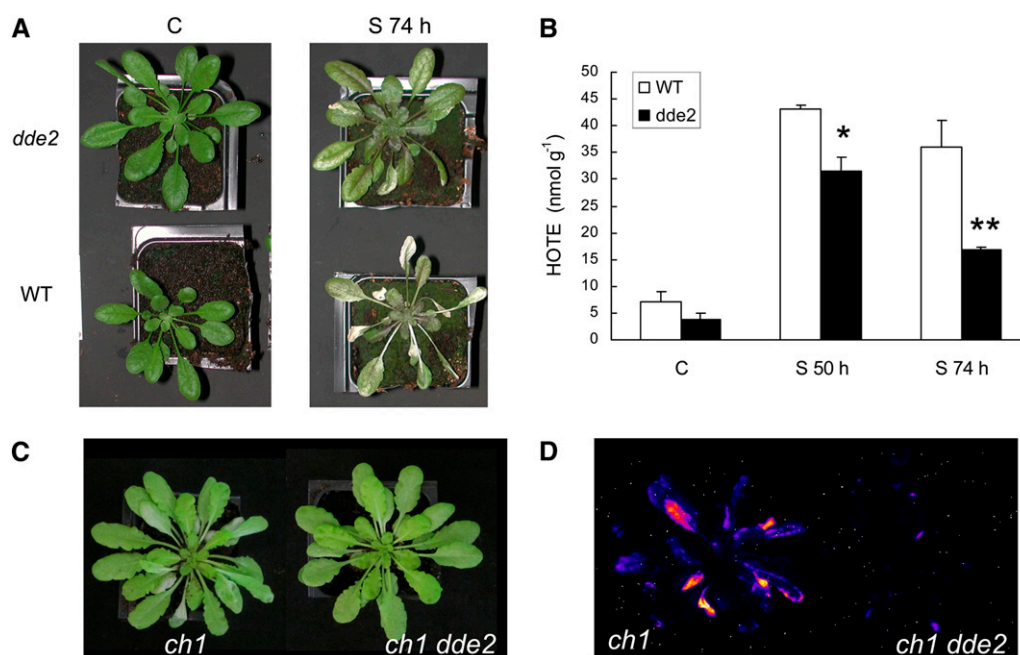 A
C
S 74 h
dde2
WT
B
HOTE (nmol g-1)
50
45
40
35
30
25
20
15
10
5
0
WT
dde2
*
**
C
S 50 h
S 74 h
C
ch1
ch1 dde2
D
ch1
ch1 dde2